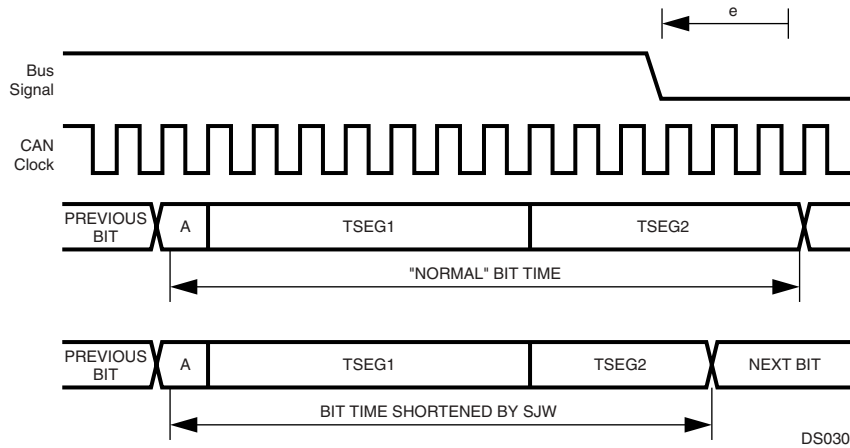 e
Bus
Signal
CAN
Clock
PREVIOUS
BIT
A
TSEG1
TSEG2
"NORMAL" BIT TIME
PREVIOUS
BIT
A
TSEG1
TSEG2
NEXT BIT
BIT TIME SHORTENED BY SJW
DS030